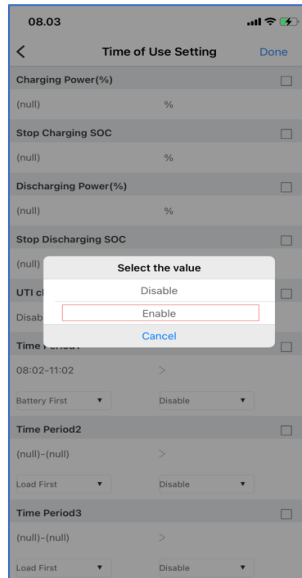 08.03
Time of Use Setting Done
Charging Power(%)
(null) %
Stop Charging SOC
(null) %
Discharging Power(%)
(null) %
Stop Discharging SOC
(null)
Select the value
Disable
Enable
Cancel
08:02-11:02 >
Battery First ▼ Disable ▼
Time Period2
(null)-(null) >
Load First ▼ Disable ▼
Time Period3
(null)-(null) >
Load First ▼ Disable ▼